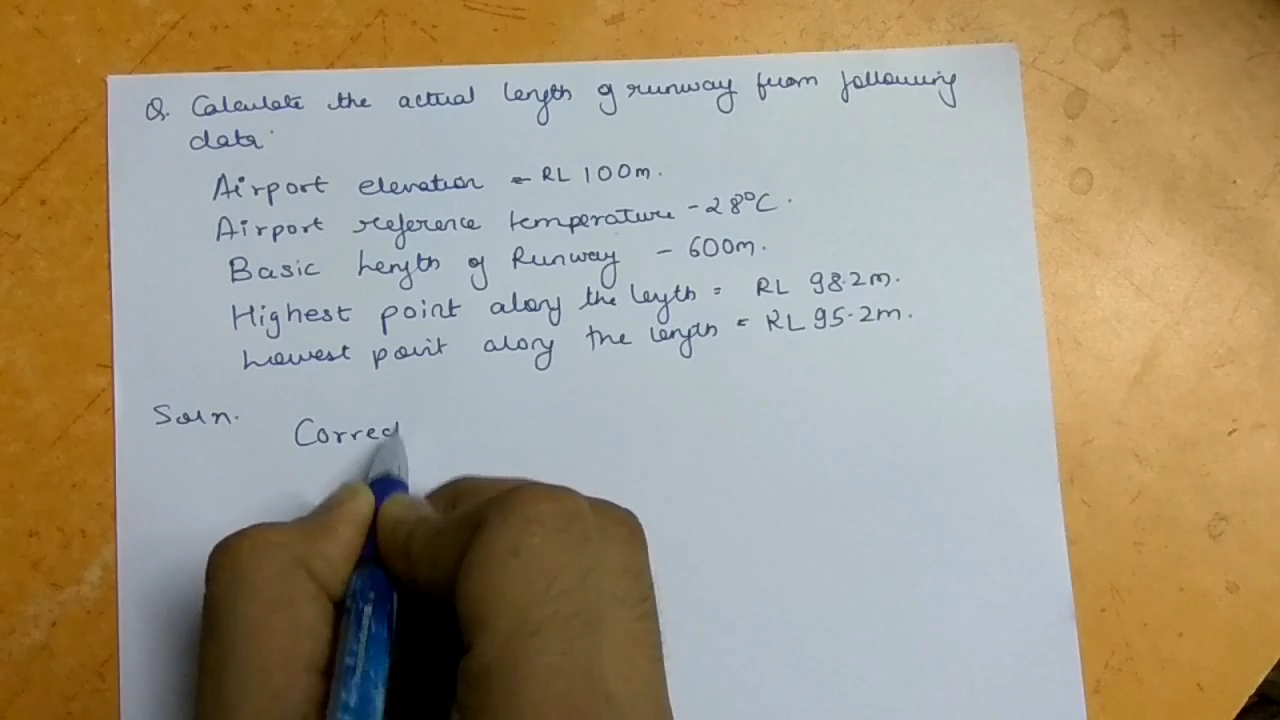 Q. Calculate the actual length of runway from following
data.
Airport elevation = RL 100m.
Airport reference temperature - 28°C.
Basic Length of Runway - 600m.
Highest point along the length = RL 98.2m.
Lowest point along the length = RL 95.2m.
Soln.
Correc